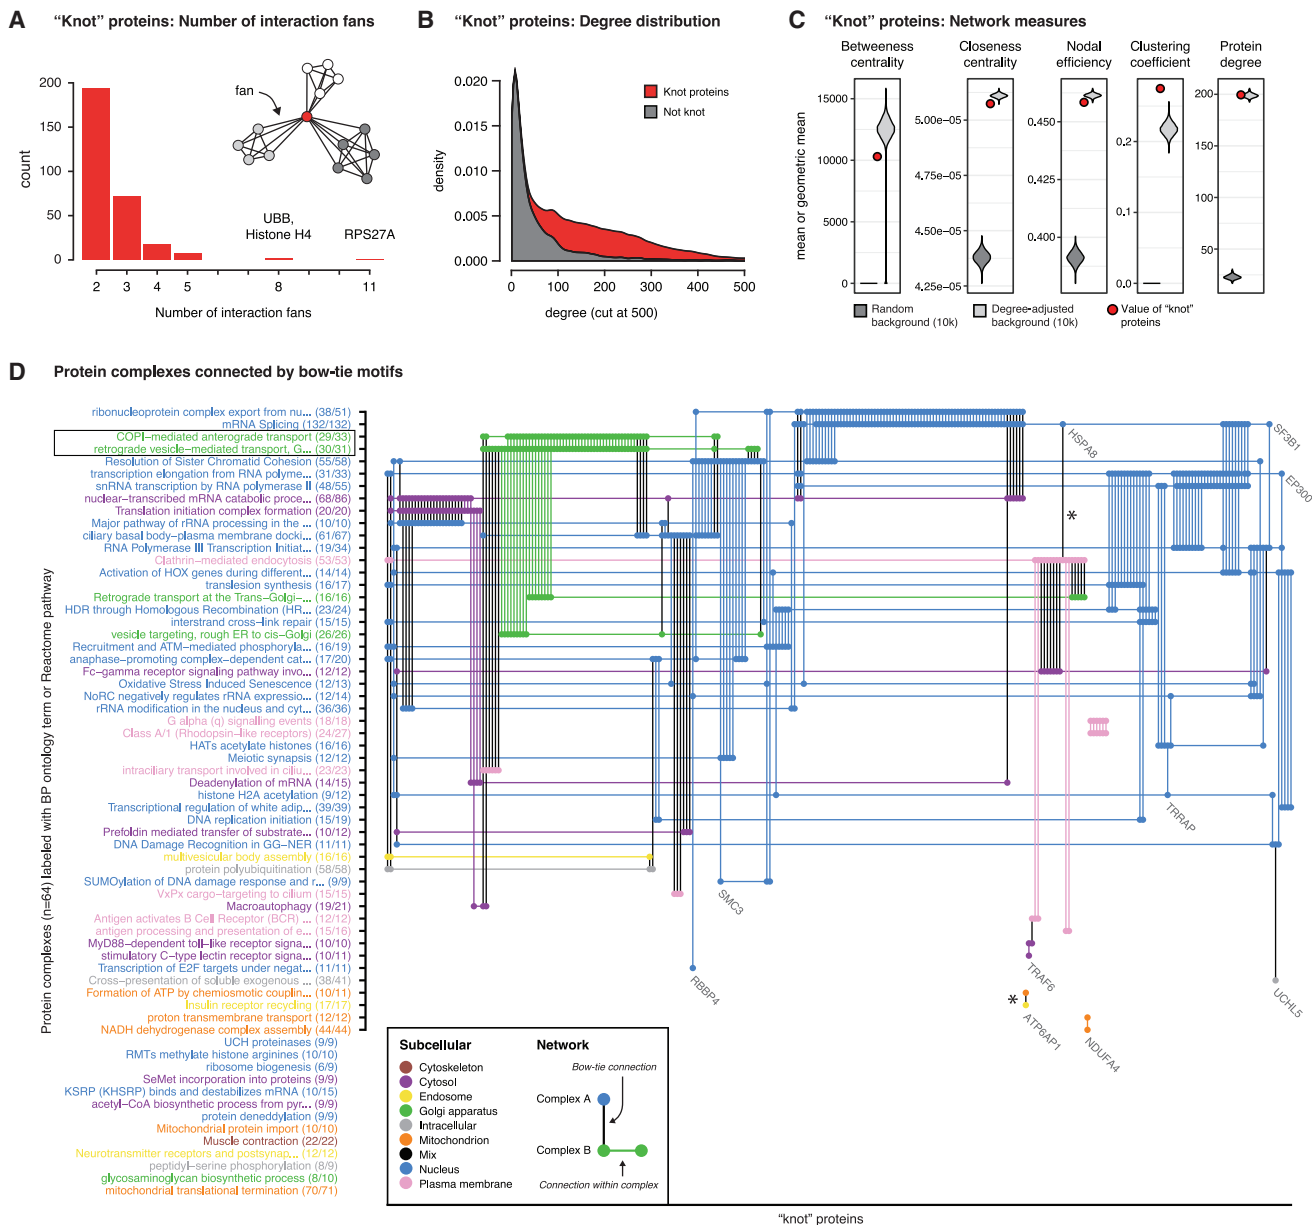 A "Knot" proteins: Number of interaction fans
200
150
100
50
0
count
fan
UBB,
Histone H4
RPS27A
2 3 4 5 8 11
Number of interaction fans
B "Knot" proteins: Degree distribution
0.020
0.015
0.010
0.005
0.000
density
Knot proteins
Not knot
0 100 200 300 400 500
degree (cut at 500)
C "Knot" proteins: Network measures
Betweeness
centrality
Closeness
centrality
Nodal
efficiency
Clustering
coefficient
Protein
degree
mean or geometric mean
15000
10000
5000
0
5.00e−05
4.75e−05
4.50e−05
4.25e−05
0.450
0.425
0.400
0.2
0.1
0.0
200
150
100
50
Random
background (10k)
Degree-adjusted
background (10k)
Value of "knot"
proteins
D Protein complexes connected by bow-tie motifs
Protein complexes (n=64) labeled with BP ontology term or Reactome pathway
ribonucleoprotein complex export from nu... (38/51)
mRNA Splicing (132/132)
COPI−mediated anterograde transport (29/33)
retrograde vesicle−mediated transport, G... (30/31)
Resolution of Sister Chromatid Cohesion (55/58)
transcription elongation from RNA polyme... (31/33)
snRNA transcription by RNA polymerase II (48/55)
nuclear−transcribed mRNA catabolic proce... (68/86)
Translation initiation complex formation (20/20)
Major pathway of rRNA processing in the ... (10/10)
ciliary basal body−plasma membrane docki... (61/67)
RNA Polymerase III Transcription Initiat... (19/34)
Clathrin−mediated endocytosis (53/53)
Activation of HOX genes during different... (14/14)
translesion synthesis (16/17)
Retrograde transport at the Trans−Golgi−... (16/16)
HDR through Homologous Recombination (HR... (23/24)
interstrand cross−link repair (15/15)
vesicle targeting, rough ER to cis−Golgi (26/26)
Recruitment and ATM−mediated phosphoryla... (16/19)
anaphase−promoting complex−dependent cat... (17/20)
Fc−gamma receptor signaling pathway invo... (12/12)
Oxidative Stress Induced Senescence (12/13)
NoRC negatively regulates rRNA expressio... (12/14)
rRNA modification in the nucleus and cyt... (36/36)
G alpha (q) signalling events (18/18)
Class A/1 (Rhodopsin−like receptors) (24/27)
HATs acetylate histones (16/16)
Meiotic synapsis (12/12)
intraciliary transport involved in ciliu... (23/23)
Deadenylation of mRNA (14/15)
histone H2A acetylation (9/12)
Transcriptional regulation of white adip... (39/39)
DNA replication initiation (15/19)
Prefoldin mediated transfer of substrate... (10/12)
DNA Damage Recognition in GG−NER (11/11)
multivesicular body assembly (16/16)
protein polyubiquitination (58/58)
SUMOylation of DNA damage response and r... (9/9)
VxPx cargo−targeting to cilium (15/15)
Macroautophagy (19/21)
Antigen activates B Cell Receptor (BCR) ... (12/12)
antigen processing and presentation of e... (15/16)
MyD88−dependent toll−like receptor signa... (10/10)
stimulatory C−type lectin receptor signa... (10/11)
Transcription of E2F targets under negat... (11/11)
Cross−presentation of soluble exogenous ... (38/41)
Formation of ATP by chemiosmotic couplin... (10/11)
Insulin receptor recycling (17/17)
proton transmembrane transport (12/12)
NADH dehydrogenase complex assembly (44/44)
UCH proteinases (9/9)
RMTs methylate histone arginines (10/10)
ribosome biogenesis (6/9)
SeMet incorporation into proteins (9/9)
KSRP (KHSRP) binds and destabilizes mRNA (10/15)
acetyl−CoA biosynthetic process from pyr... (9/9)
protein deneddylation (9/9)
Mitochondrial protein import (10/10)
Muscle contraction (22/22)
Neurotransmitter receptors and postsynap... (12/12)
peptidyl−serine phosphorylation (8/9)
glycosaminoglycan biosynthetic process (8/10)
mitochondrial translational termination (70/71)
HSPA8
SF3B1
EP300
*
TRRAP
SMC3
RBBP4
TRAF6
*
ATP6AP1
NDUFA4
UCHL5
Subcellular
Cytoskeleton
Cytosol
Endosome
Golgi apparatus
Intracellular
Mitochondrion
Mix
Nucleus
Plasma membrane
Network
Bow-tie connection
Complex A
Complex B
Connection within complex
"knot" proteins